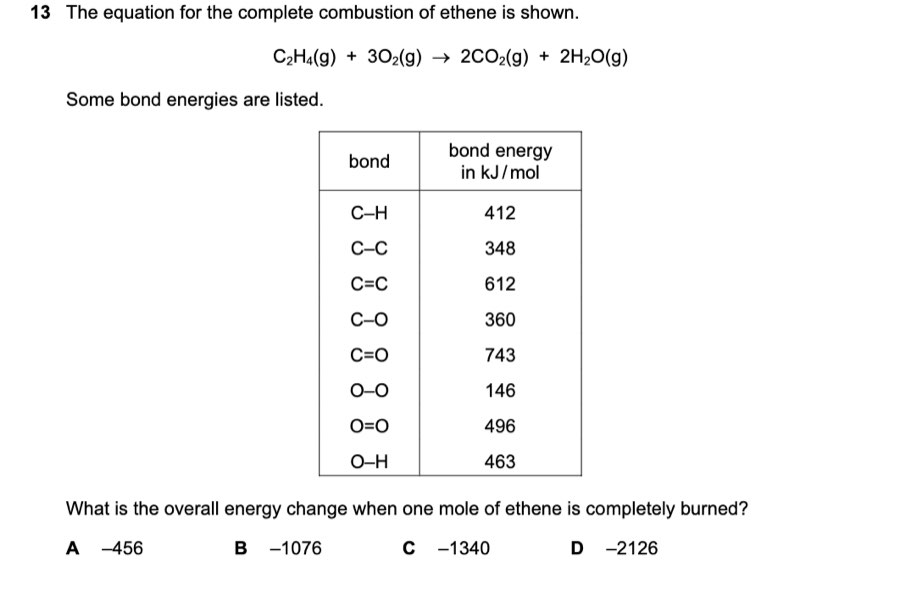 13 The equation for the complete combustion of ethene is shown.
C₂H₄(g) + 3O₂(g) → 2CO₂(g) + 2H₂O(g)
Some bond energies are listed.
bond bond energy in kJ/mol
C–H 412
C–C 348
C=C 612
C–O 360
C=O 743
O–O 146
O=O 496
O–H 463
What is the overall energy change when one mole of ethene is completely burned?
A –456 B –1076 C –1340 D –2126